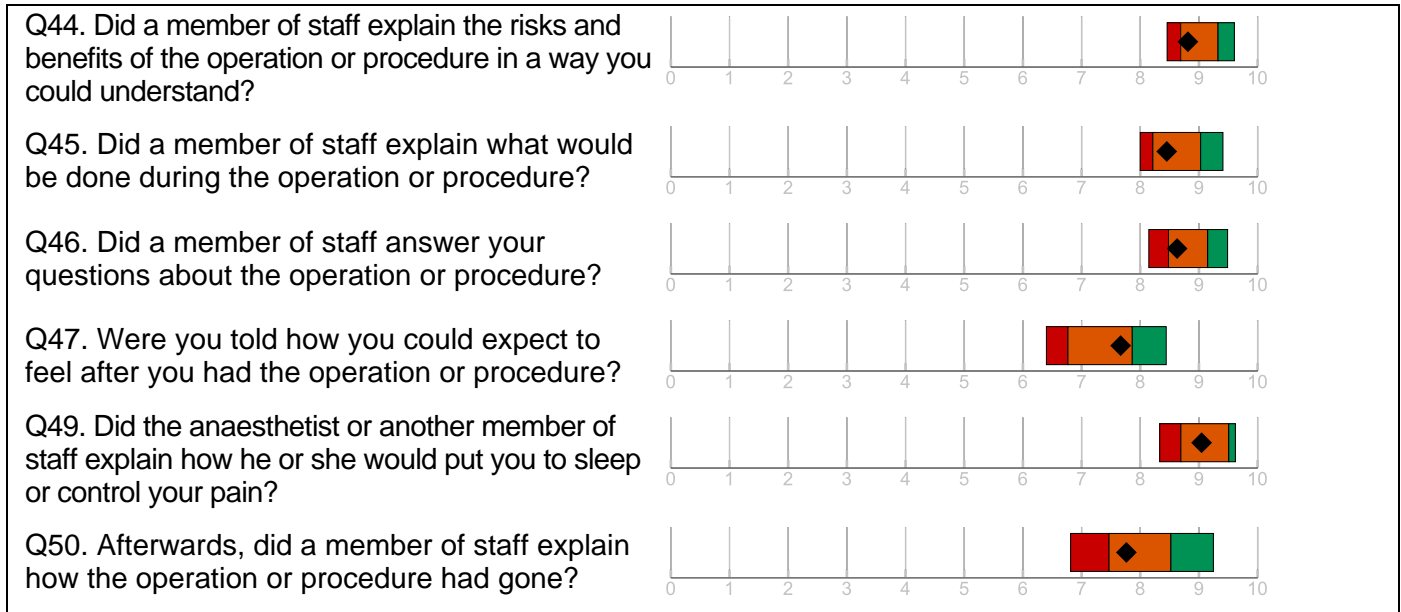 Q44. Did a member of staff explain the risks and
benefits of the operation or procedure in a way you
could understand?
0 1 2 3 4 5 6 7 8 9 10
Q45. Did a member of staff explain what would
be done during the operation or procedure?
0 1 2 3 4 5 6 7 8 9 10
Q46. Did a member of staff answer your
questions about the operation or procedure?
0 1 2 3 4 5 6 7 8 9 10
Q47. Were you told how you could expect to
feel after you had the operation or procedure?
0 1 2 3 4 5 6 7 8 9 10
Q49. Did the anaesthetist or another member of
staff explain how he or she would put you to sleep
or control your pain?
0 1 2 3 4 5 6 7 8 9 10
Q50. Afterwards, did a member of staff explain
how the operation or procedure had gone?
0 1 2 3 4 5 6 7 8 9 10